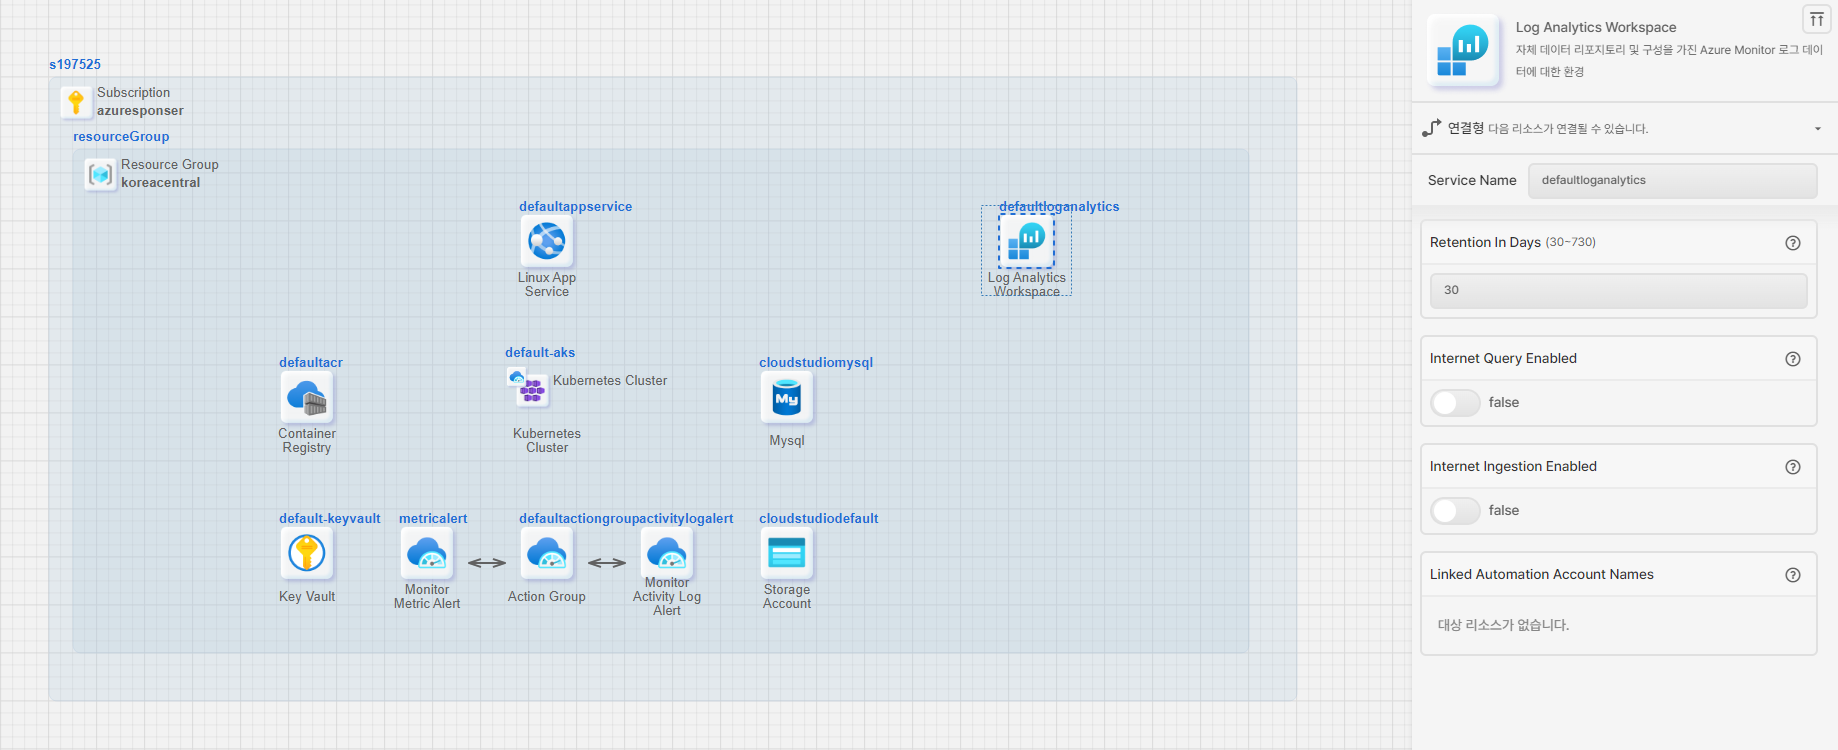 s197525
Subscription
azuresponser
resourceGroup
Resource Group
koreacentral
defaultappservice
Linux App
Service
defaultloganalytics
Log Analytics
Workspace
defaultacr
Container
Registry
default-aks
Kubernetes Cluster
Kubernetes
Cluster
cloudstudiomysql
My
Mysql
default-keyvault
Key Vault
metricalert
Monitor
Metric Alert
defaultactiongroup
Action Group
activitylogalert
Monitor
Activity Log
Alert
cloudstudiodefault
Storage
Account
Log Analytics Workspace
자체 데이터 리포지토리 및 구성을 가진 Azure Monitor 로그 데이
터에 대한 환경
연결형 다음 리소스가 연결될 수 있습니다.
Service Name defaultloganalytics
Retention In Days (30~730)
30
Internet Query Enabled
false
Internet Ingestion Enabled
false
Linked Automation Account Names
대상 리소스가 없습니다.